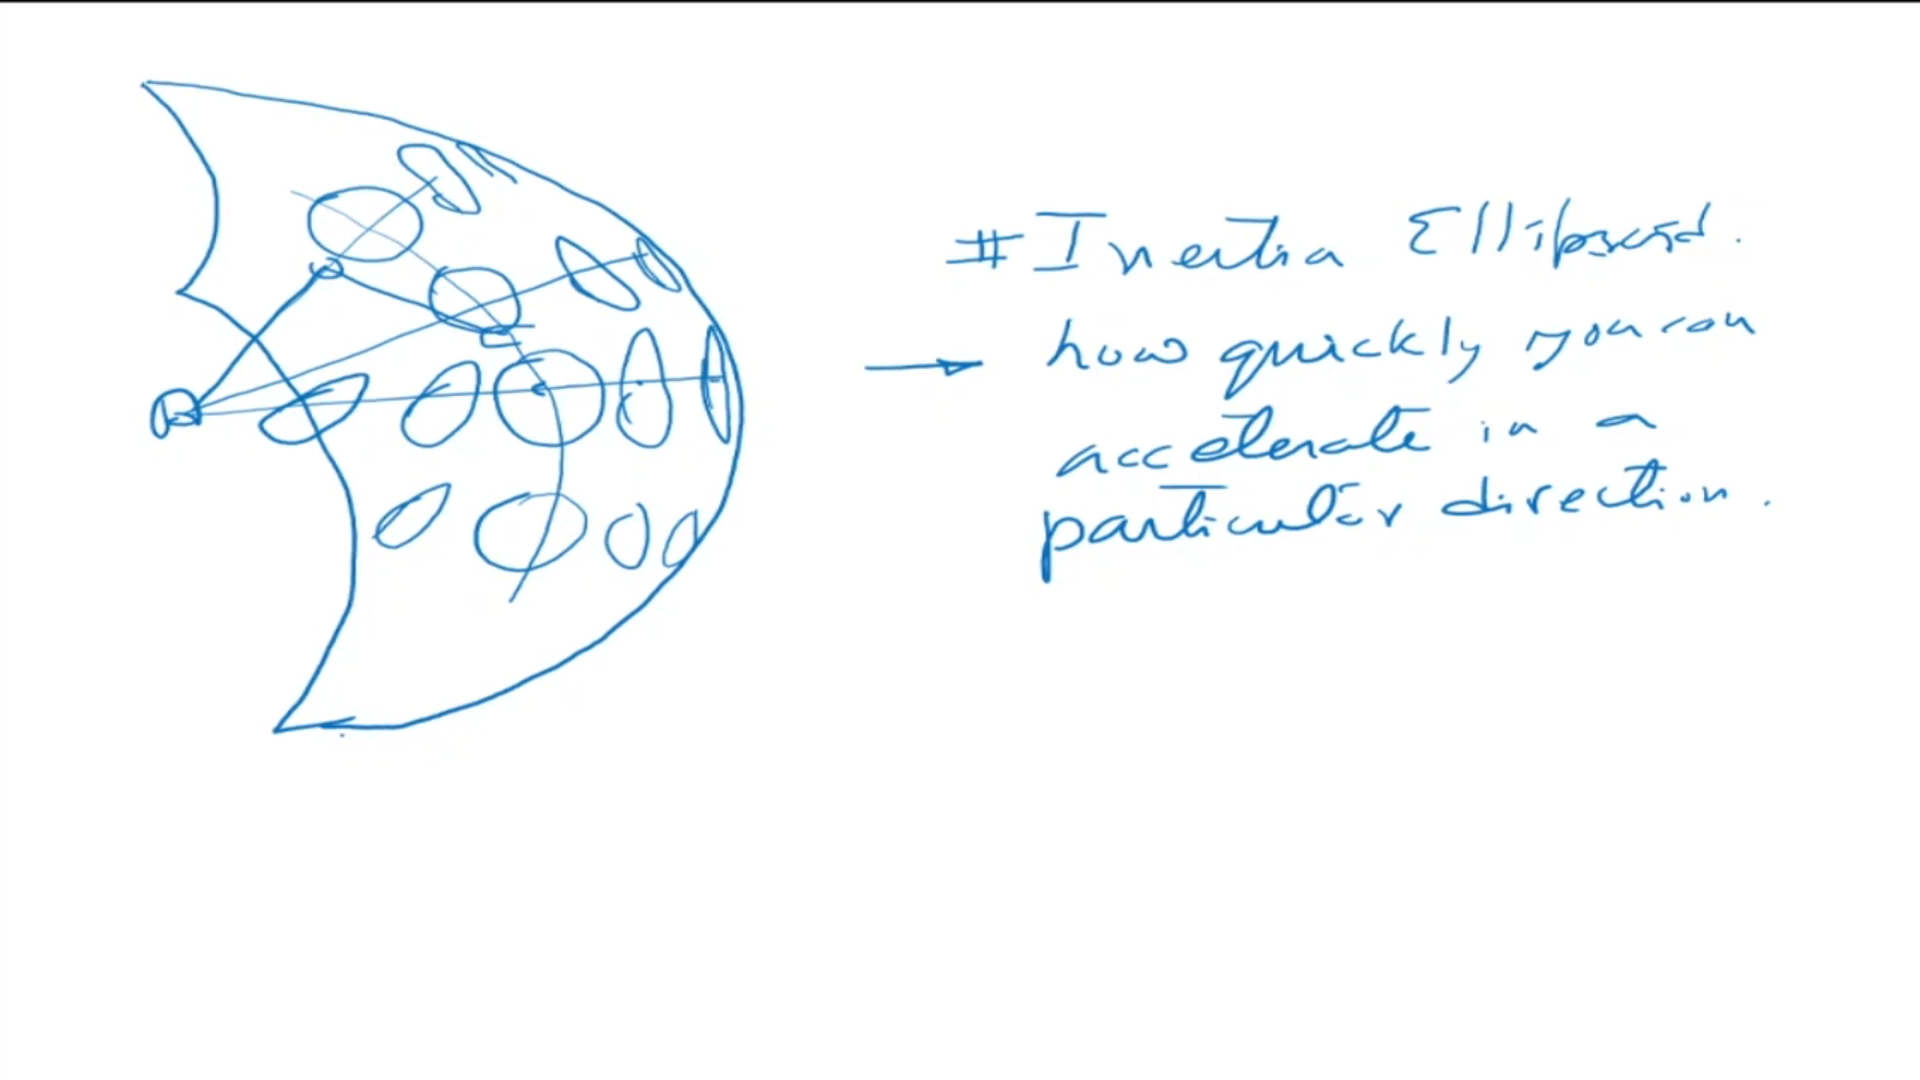 # Inertia Ellipsoid.
→ how quickly you can
accelerate in a
particular direction.